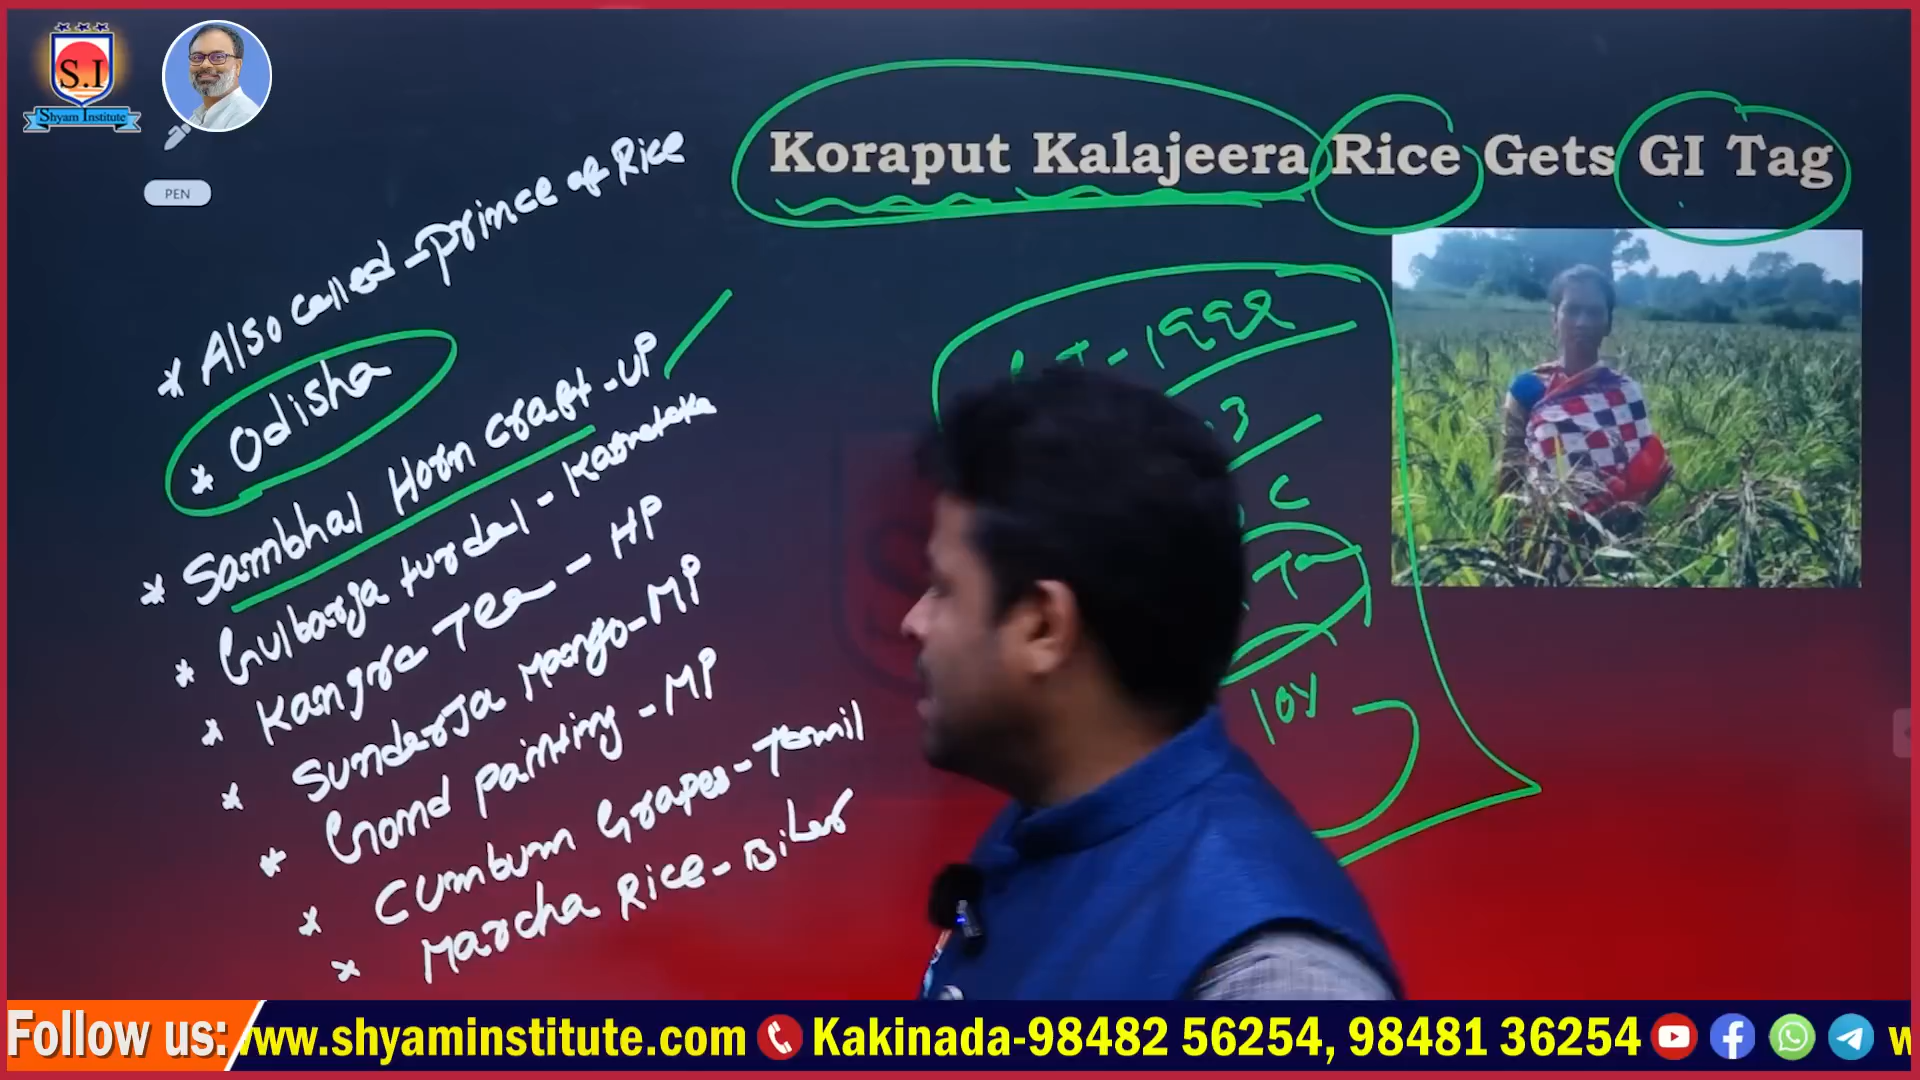 S.I
Shyam Institute
PEN
Koraput Kalajeera Rice Gets GI Tag
* Also called - prince of Rice
* Odisha
* Sambhal Horn craft - UP
* Gulbarja turdal - Karnataka
* Kangra Tea - HP
* Sunderja Mango - MP
* Gond painting - MP
* Cumbum Grapes - Tamil
* Marcha Rice - Bihar
- 1999
3
10Y
Follow us:
www.shyaminstitute.com
Kakinada-98482 56254, 98481 36254
w